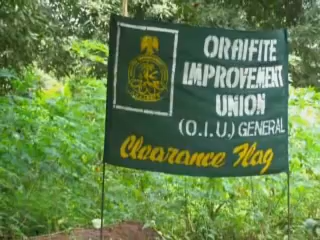 ORAIFITE
IMPROVEMENT
UNION
(O.I.U.) GENERAL
Clearance Flag